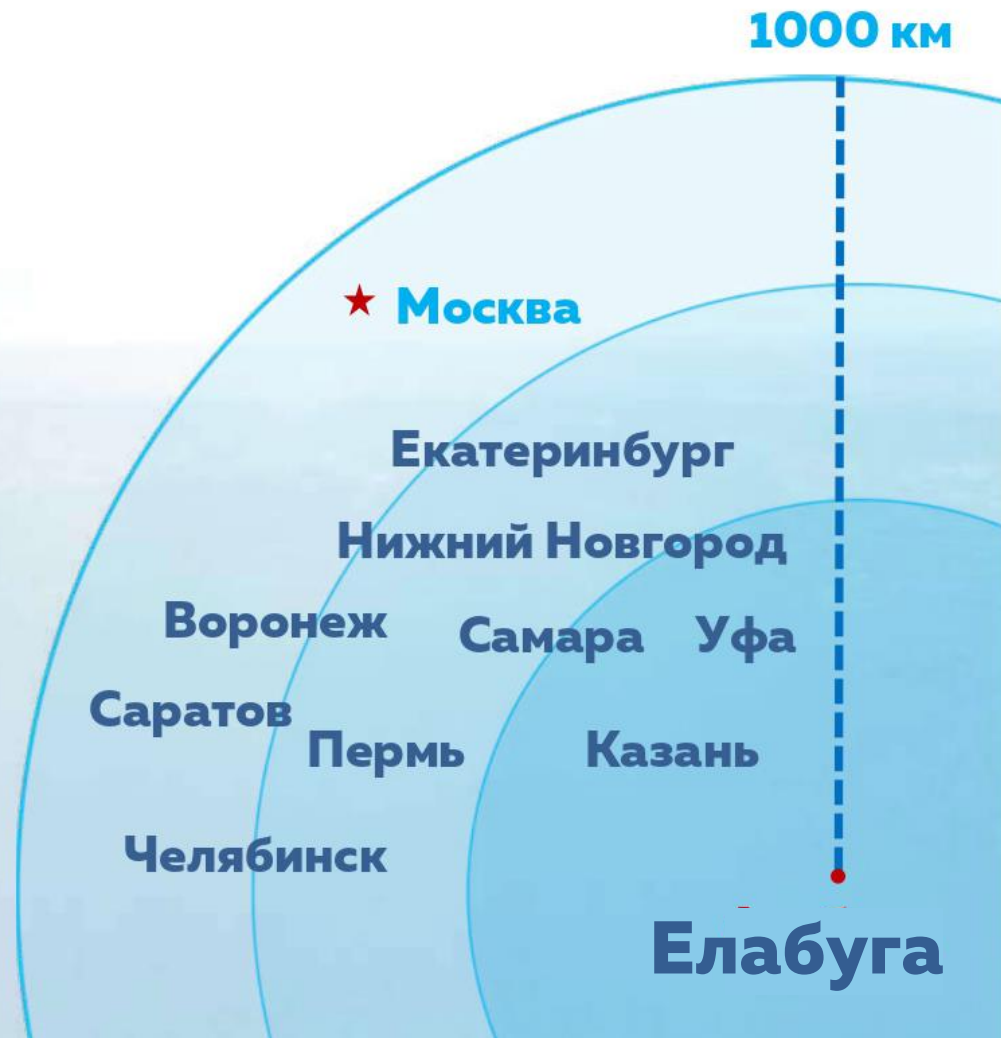 1000 км
Москва
Екатеринбург
Нижний Новгород
Воронеж
Самара
Уфа
Саратов
Пермь
Казань
Челябинск
Елабуга